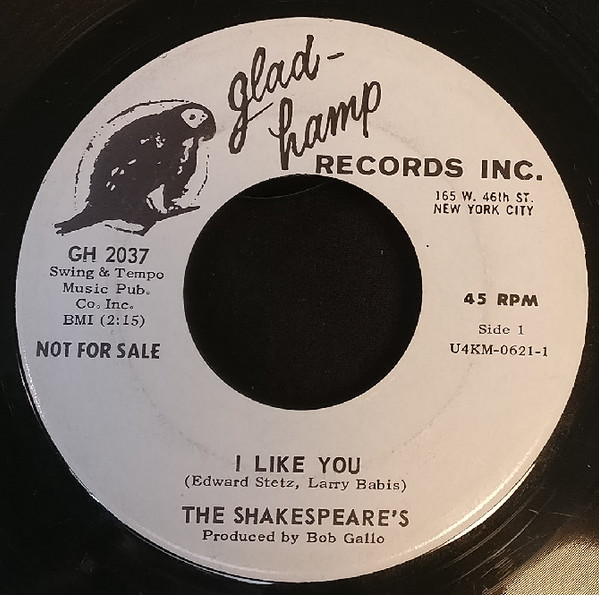 glad-
hamp
RECORDS INC.
165 W. 46th ST.
NEW YORK CITY
GH 2037
Swing & Tempo
Music Pub.
Co. Inc.
BMI (2:15)
NOT FOR SALE
45 RPM
Side 1
U4KM-0621-1
I LIKE YOU
(Edward Stetz, Larry Babis)
THE SHAKESPEARE'S
Produced by Bob Gallo